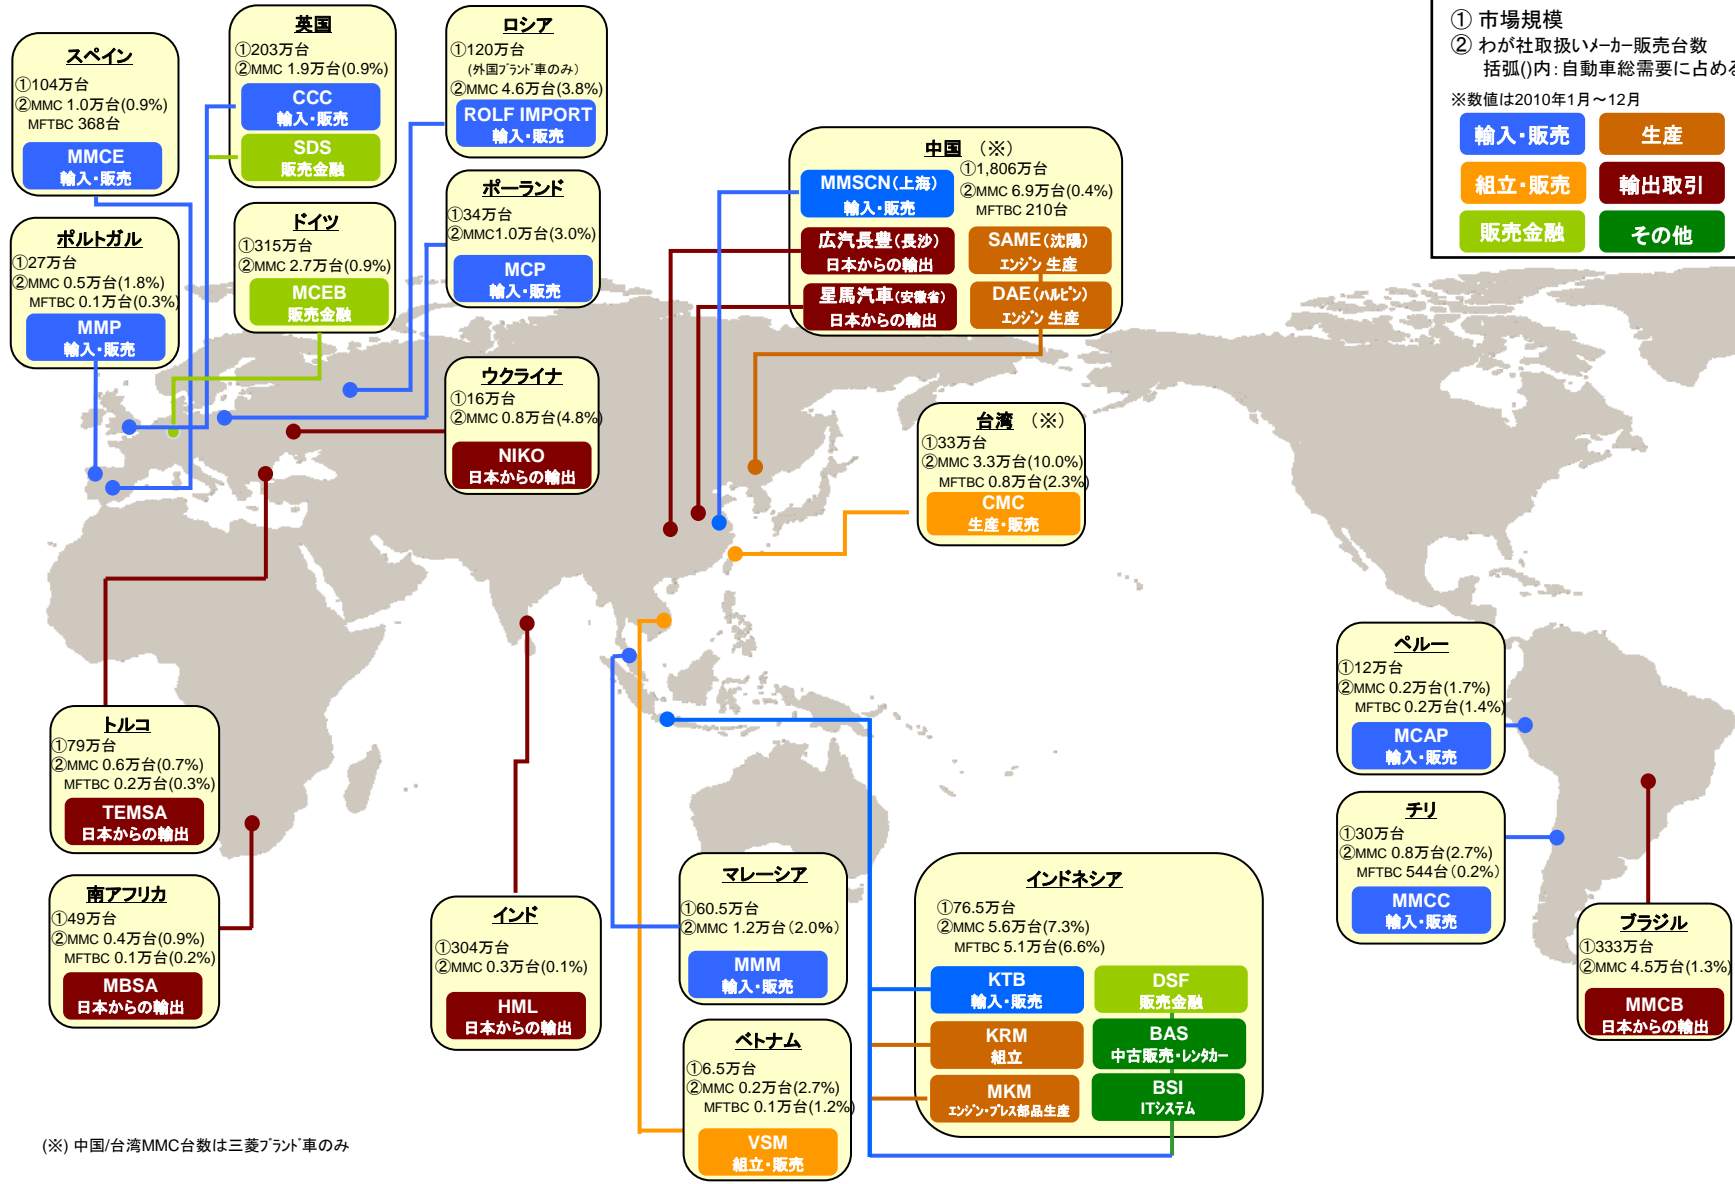 スペイン
①104万台
②MMC 1.0万台(0.9%)
MFTBC 368台
MMCE
輸入・販売
英国
①203万台
②MMC 1.9万台(0.9%)
CCC
輸入・販売
SDS
販売金融
ロシア
①120万台
(外国ブランド車のみ)
②MMC 4.6万台(3.8%)
ROLF IMPORT
輸入・販売
① 市場規模
② わが社取扱いメーカー販売台数
括弧()内:自動車総需要に占める
※数値は2010年1月～12月
輸入・販売
生産
組立・販売
輸出取引
販売金融
その他
ポルトガル
①27万台
②MMC 0.5万台(1.8%)
MFTBC 0.1万台(0.3%)
MMP
輸入・販売
ドイツ
①315万台
②MMC 2.7万台(0.9%)
MCEB
販売金融
ポーランド
①34万台
②MMC1.0万台(3.0%)
MCP
輸入・販売
中国 (※)
①1,806万台
②MMC 6.9万台(0.4%)
MFTBC 210台
MMSCN(上海)
輸入・販売
広汽長豊(長沙)
日本からの輸出
SAME(沈陽)
エンジン 生産
星馬汽車(安徽省)
日本からの輸出
DAE(ハルビン)
エンジン 生産
ウクライナ
①16万台
②MMC 0.8万台(4.8%)
NIKO
日本からの輸出
台湾 (※)
①33万台
②MMC 3.3万台(10.0%)
MFTBC 0.8万台(2.3%)
CMC
生産・販売
トルコ
①79万台
②MMC 0.6万台(0.7%)
MFTBC 0.2万台(0.3%)
TEMSA
日本からの輸出
南アフリカ
①49万台
②MMC 0.4万台(0.9%)
MFTBC 0.1万台(0.2%)
MBSA
日本からの輸出
インド
①304万台
②MMC 0.3万台(0.1%)
HML
日本からの輸出
マレーシア
①60.5万台
②MMC 1.2万台(2.0%)
MMM
輸入・販売
ベトナム
①6.5万台
②MMC 0.2万台(2.7%)
MFTBC 0.1万台(1.2%)
VSM
組立・販売
インドネシア
①76.5万台
②MMC 5.6万台(7.3%)
MFTBC 5.1万台(6.6%)
KTB
輸入・販売
DSF
販売金融
KRM
組立
BAS
中古販売・レンタカー
MKM
エンジン・プレス部品生産
BSI
ITシステム
ペルー
①12万台
②MMC 0.2万台(1.7%)
MFTBC 0.2万台(1.4%)
MCAP
輸入・販売
チリ
①30万台
②MMC 0.8万台(2.7%)
MFTBC 544台(0.2%)
MMCC
輸入・販売
ブラジル
①333万台
②MMC 4.5万台(1.3%)
MMCB
日本からの輸出
(※) 中国/台湾MMC台数は三菱ブランド車のみ